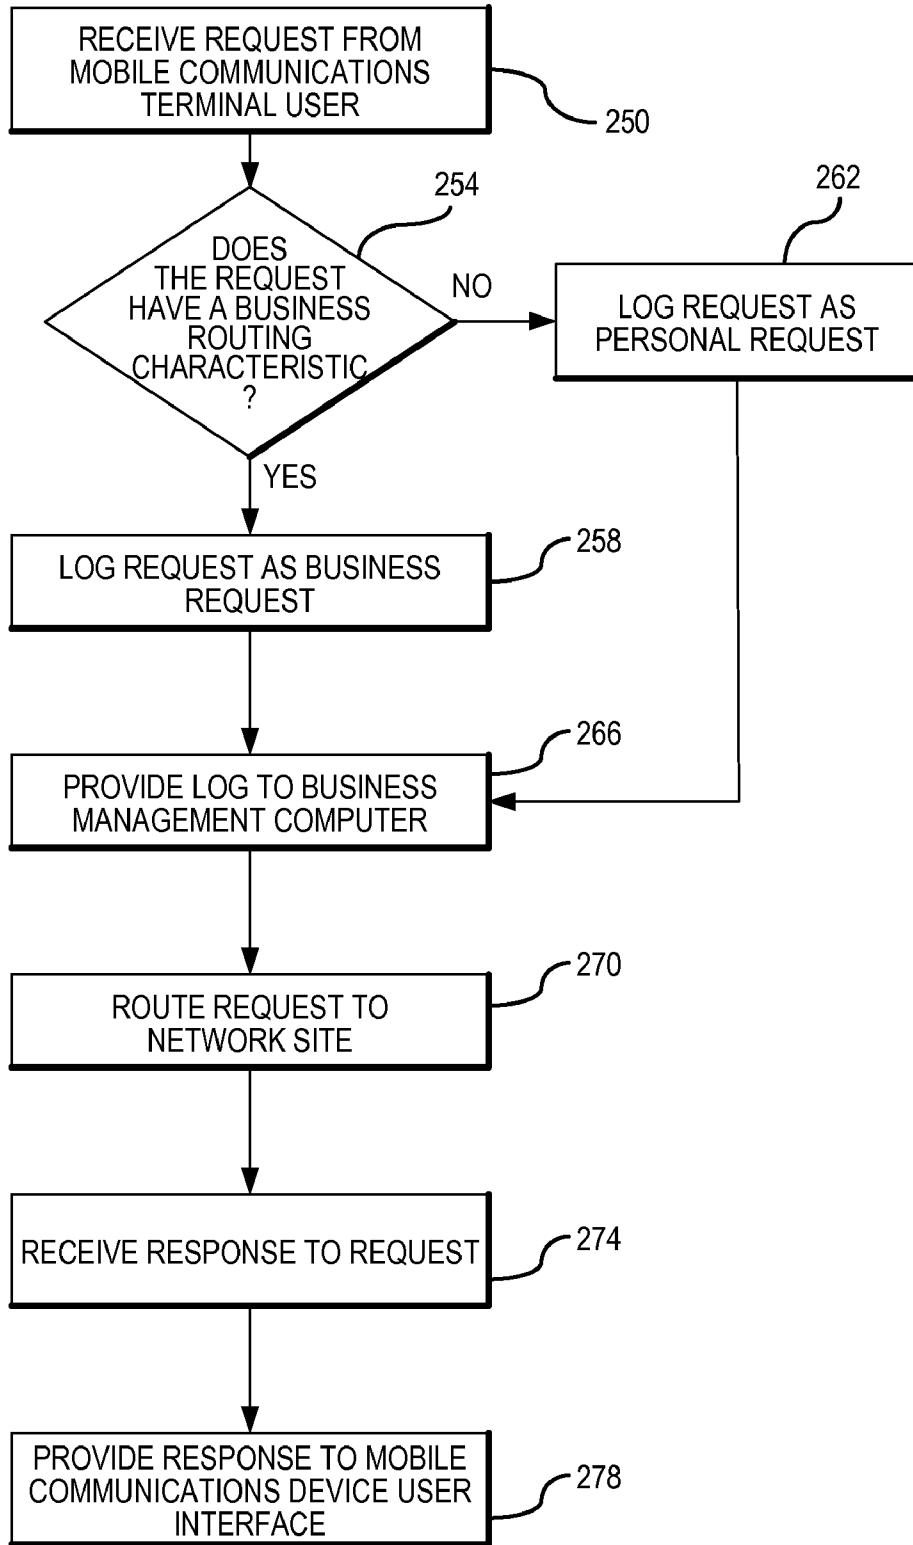 RECEIVE REQUEST FROM
MOBILE COMMUNICATIONS
TERMINAL USER
250
254
DOES
THE REQUEST
HAVE A BUSINESS
ROUTING
CHARACTERISTIC
?
NO
262
LOG REQUEST AS
PERSONAL REQUEST
YES
258
LOG REQUEST AS BUSINESS
REQUEST
266
PROVIDE LOG TO BUSINESS
MANAGEMENT COMPUTER
270
ROUTE REQUEST TO
NETWORK SITE
RECEIVE RESPONSE TO REQUEST
274
PROVIDE RESPONSE TO MOBILE
COMMUNICATIONS DEVICE USER
INTERFACE
278